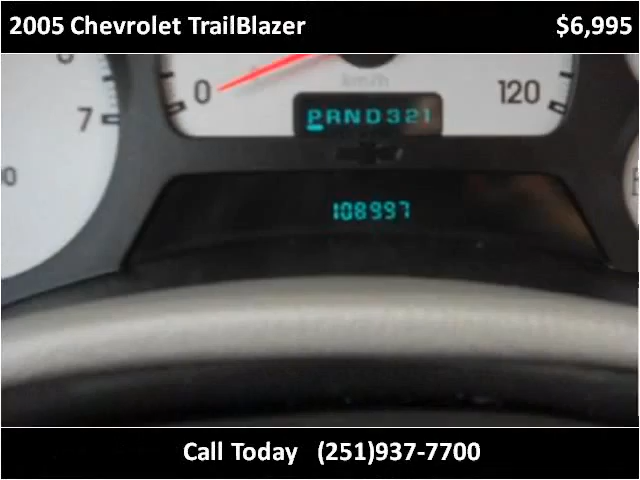 2005 Chevrolet TrailBlazer $6,995
0 km/h 120
7
PRND321
108997
Call Today (251)937-7700